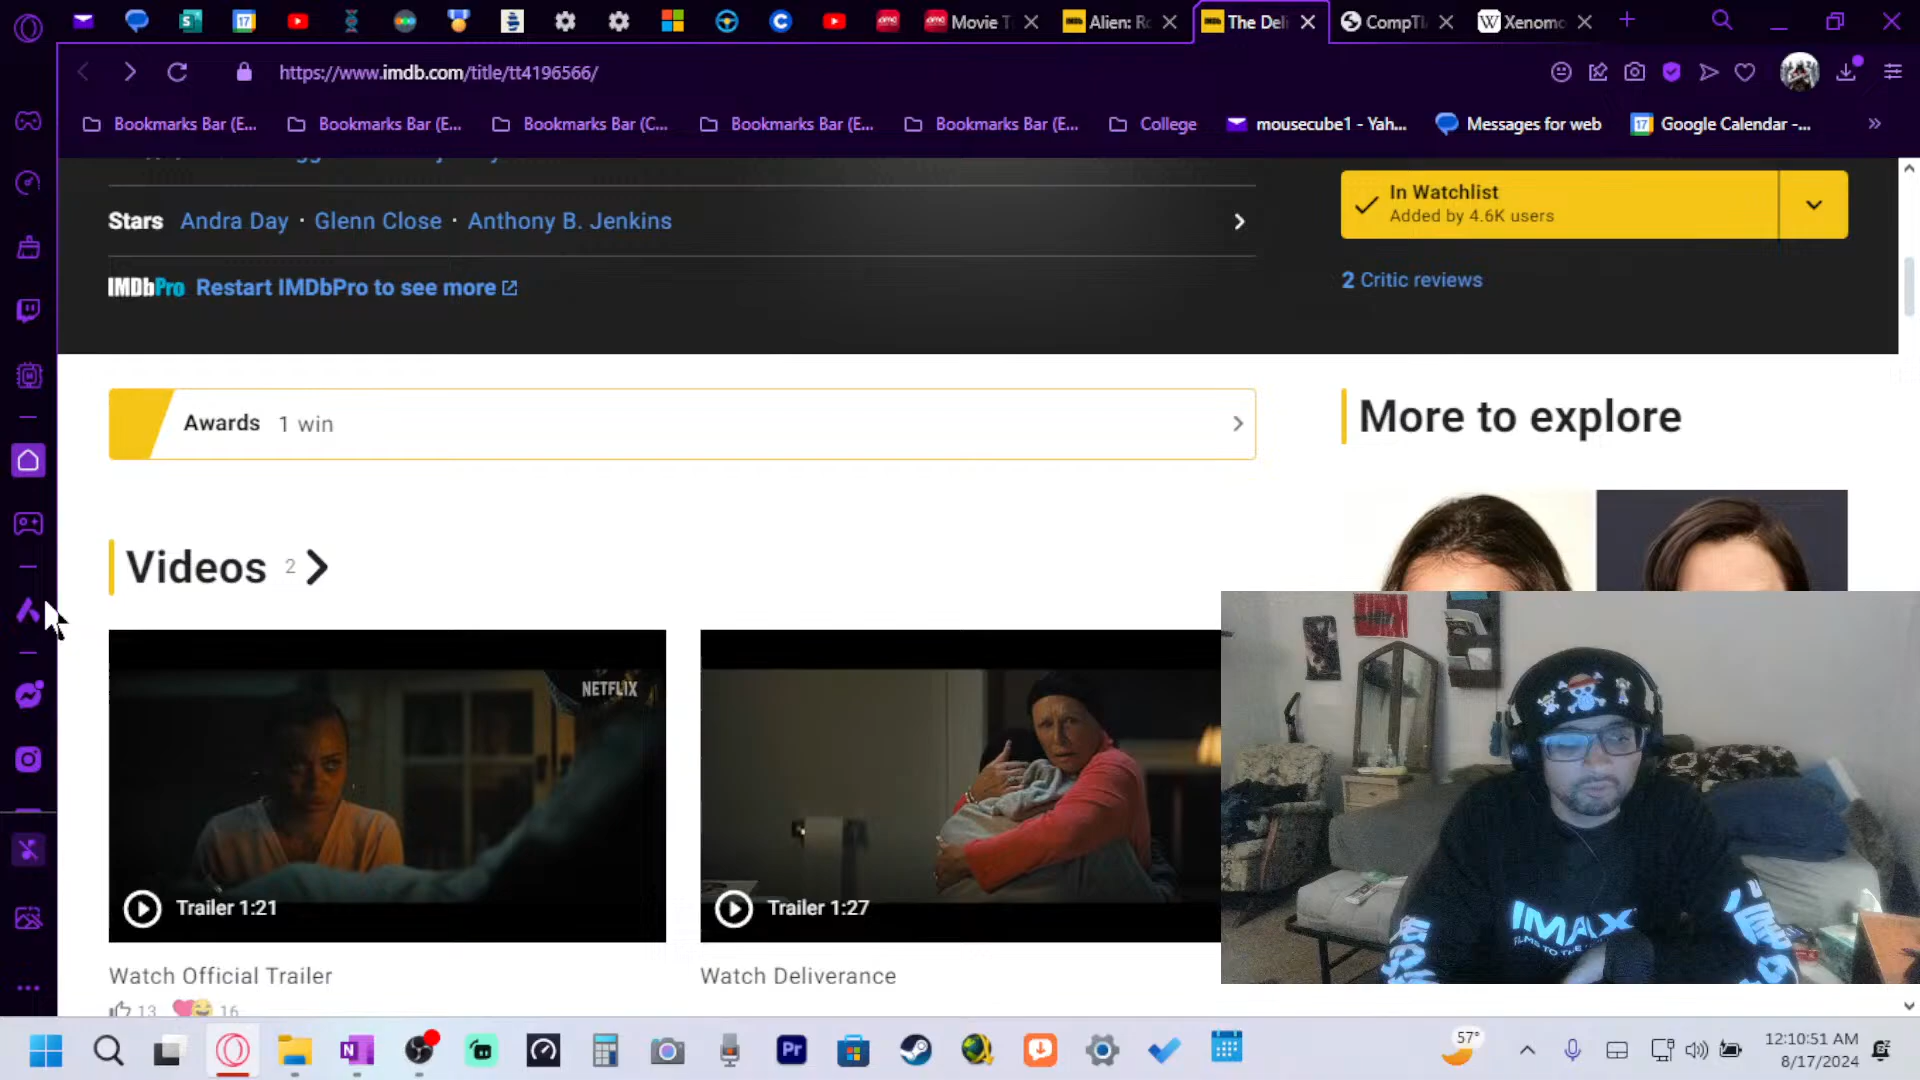 Movie T
Alien: Ro
The Deli
CompTI
Xenomo
https://www.imdb.com/title/tt4196566/
Bookmarks Bar (E...
Bookmarks Bar (E...
Bookmarks Bar (C...
Bookmarks Bar (E...
Bookmarks Bar (E...
College
mousecube1 - Yah...
Messages for web
Google Calendar -...
Stars Andra Day · Glenn Close · Anthony B. Jenkins
IMDbPro Restart IMDbPro to see more
In Watchlist
Added by 4.6K users
2 Critic reviews
Awards 1 win
More to explore
Videos 2
NETFLIX
Trailer 1:21
Trailer 1:27
Watch Official Trailer
Watch Deliverance
13
16
IMAX
57°
12:10:51 AM
8/17/2024